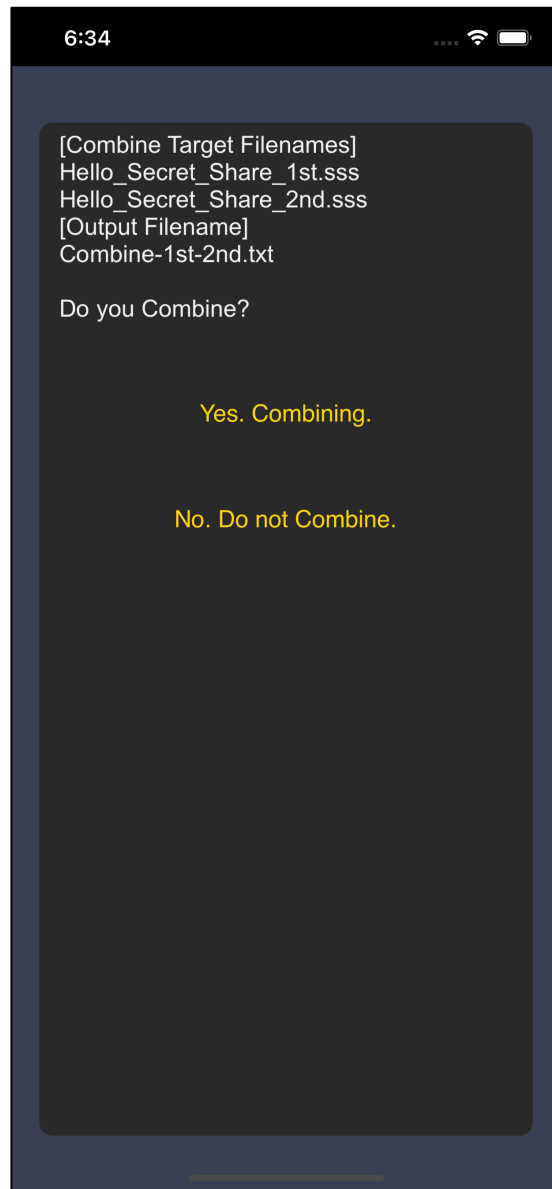 6:34
[Combine Target Filenames]
Hello_Secret_Share_1st.sss
Hello_Secret_Share_2nd.sss
[Output Filename]
Combine-1st-2nd.txt
Do you Combine?
Yes. Combining.
No. Do not Combine.